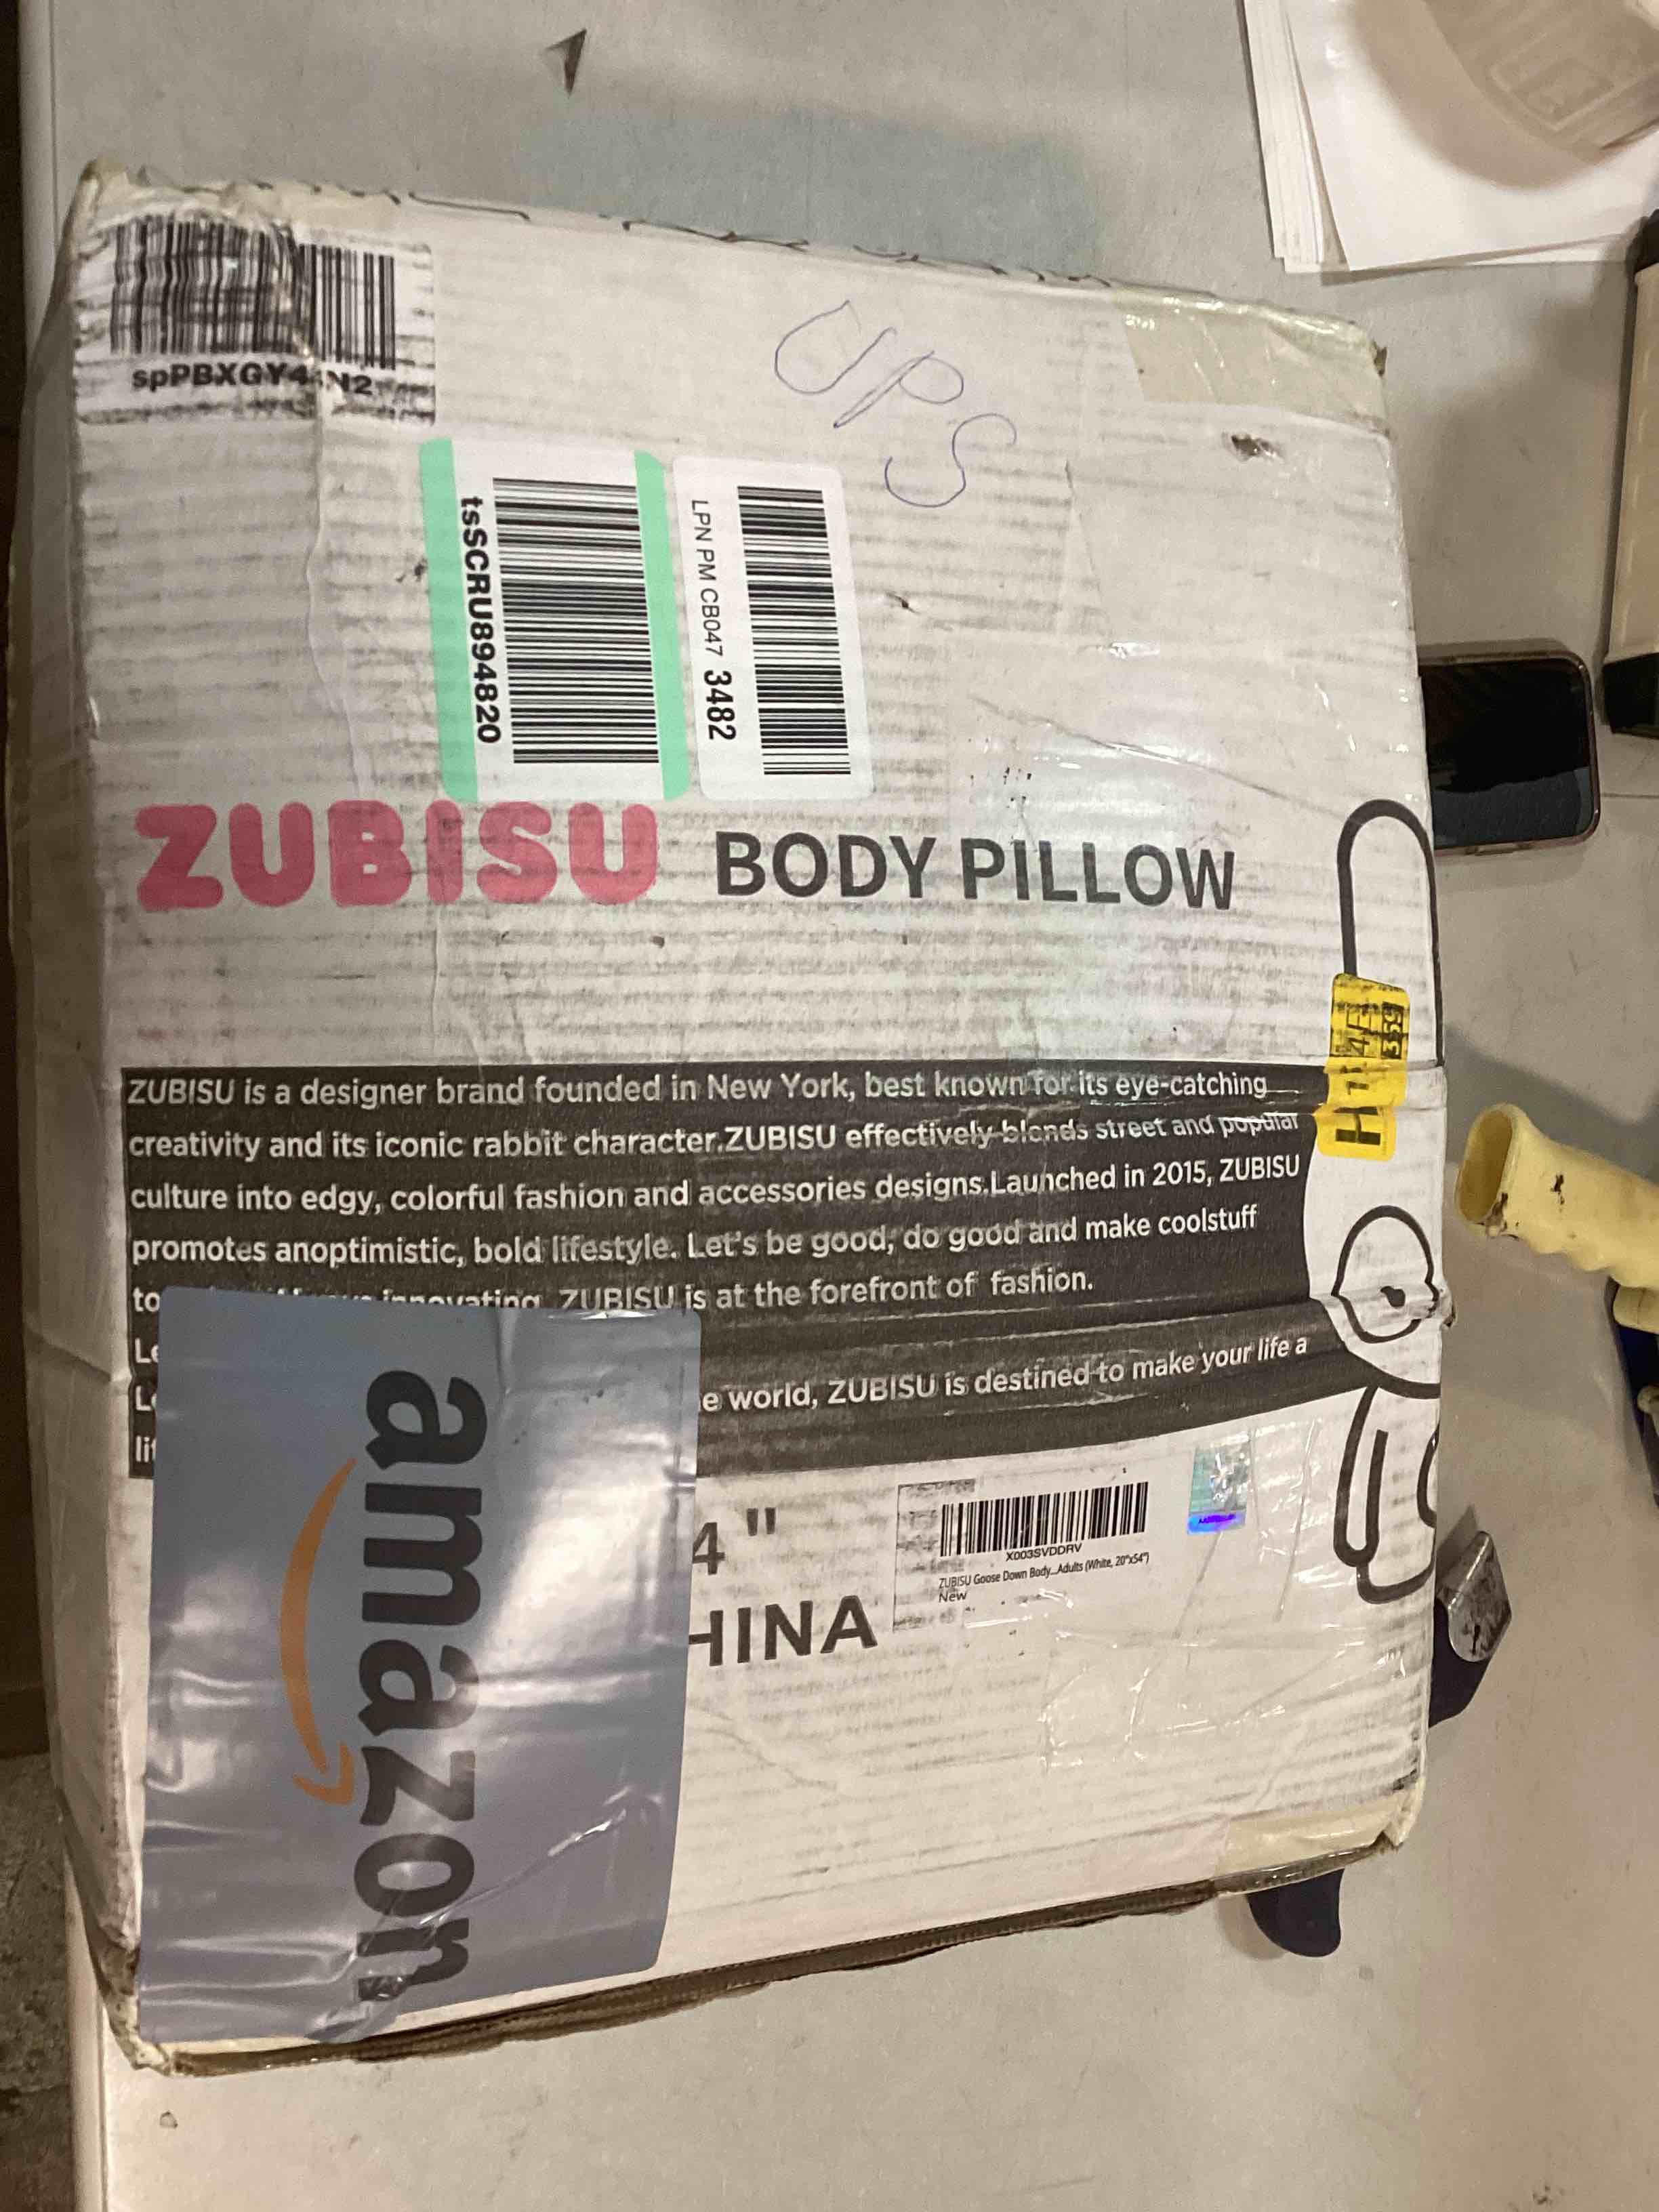 spPBXGY4
UPS
tsSCRU894820
LPN PM CB047 3482
ZUBISU BODY PILLOW
ZUBISU is a designer brand founded in New York, best known for its eye-catching
creativity and its iconic rabbit character.ZUBISU effectively blends street and popular
culture into edgy, colorful fashion and accessories designs.Launched in 2015, ZUBISU
promotes anoptimistic, bold lifestyle. Let's be good, do good and make coolstuff
innovating ZUBISU is at the forefront of fashion.
world, ZUBISU is destined to make your life a
amazon
4"
HINA
X003SVDDRV
ZUBISU Goose Down Body...Adults (White, 20"x54")
New